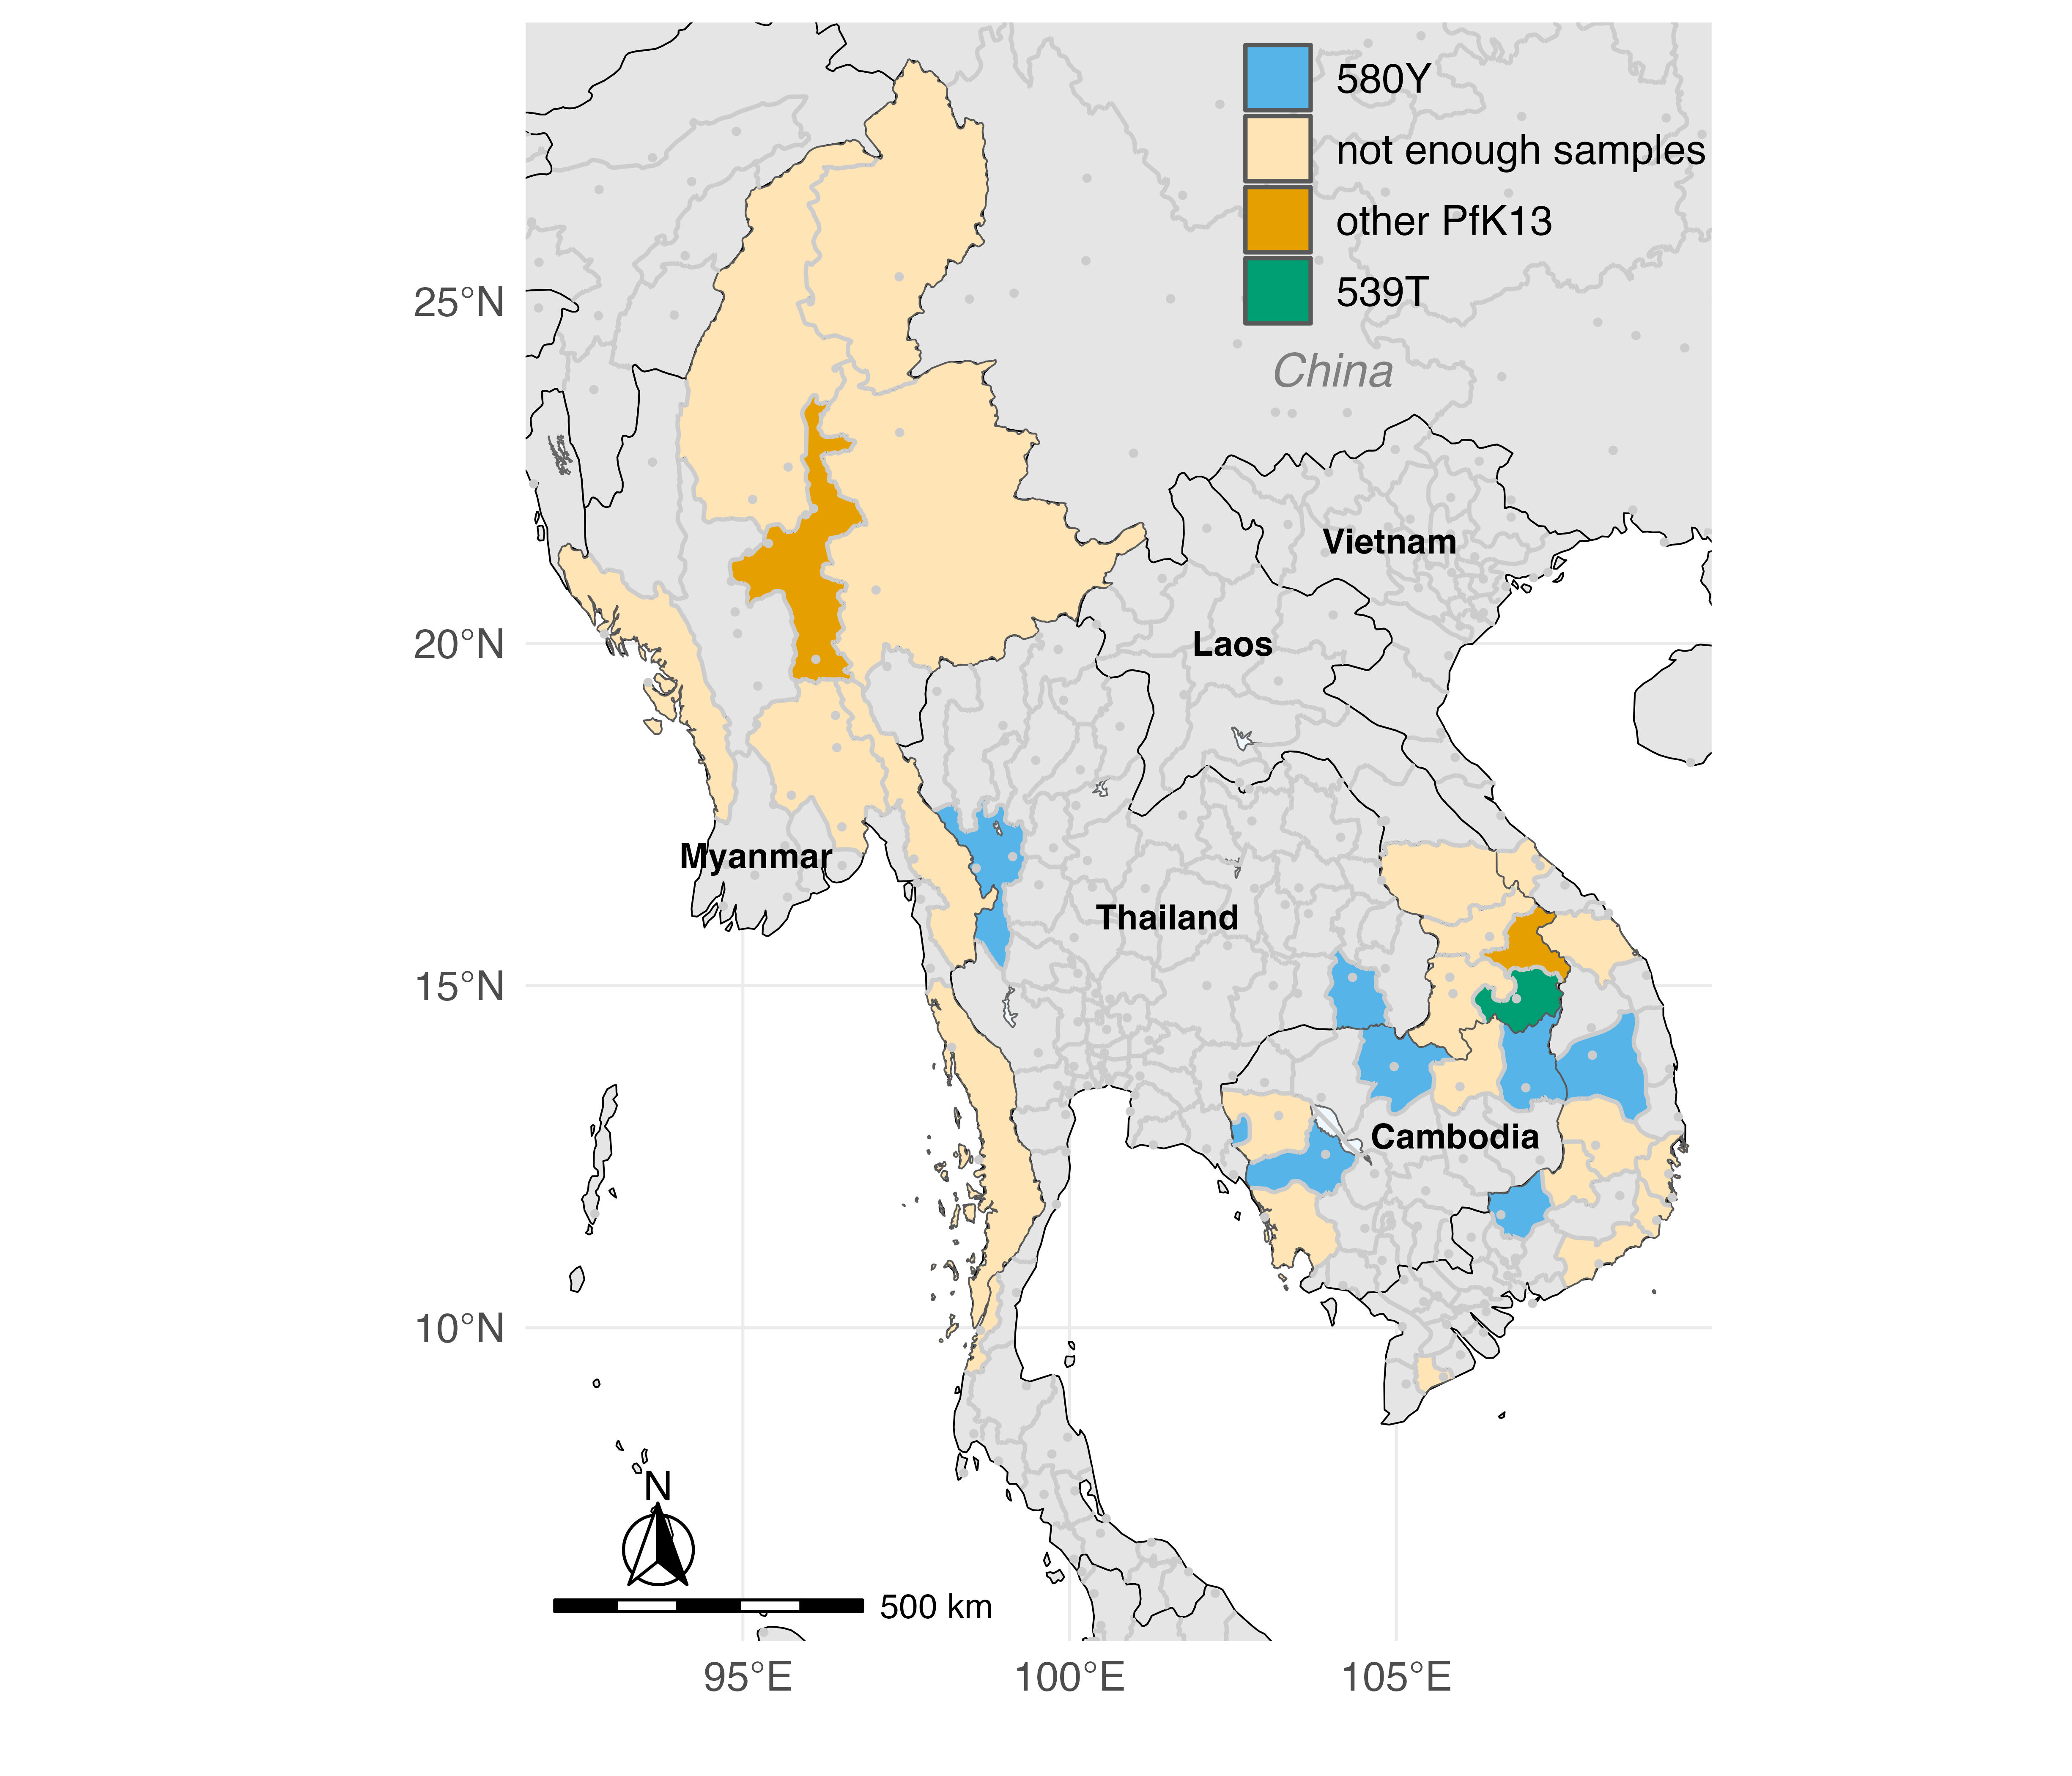 580Y
not enough samples
other PfK13
539T
China
25°N
Vietnam
20°N
Laos
Myanmar
Thailand
15°N
Cambodia
10°N
N
500 km
95°E
100°E
105°E